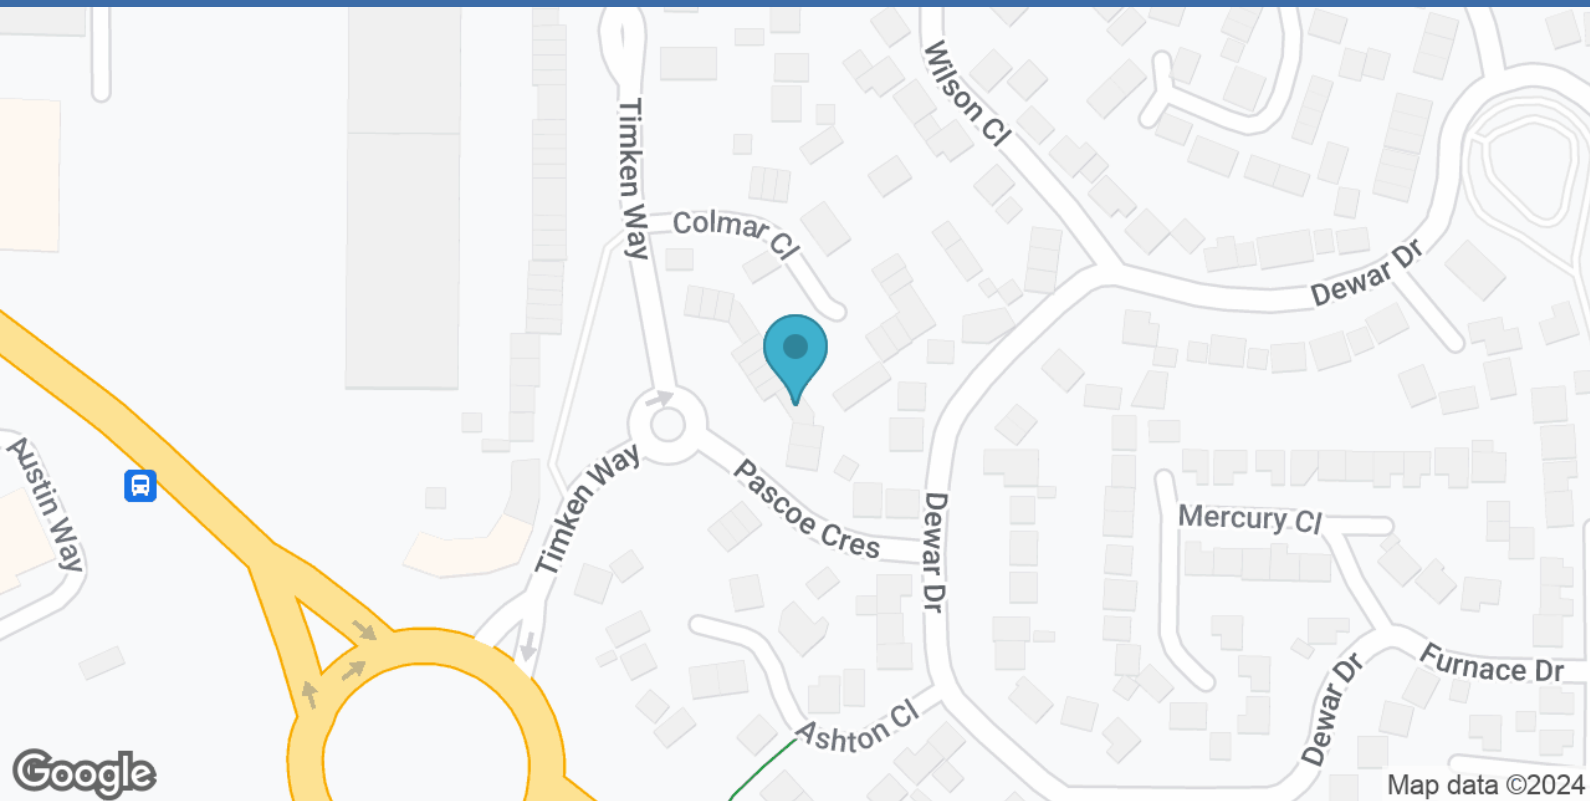 Wilson Cl
Timken Way
Colmar Cl
Dewar Dr
Austin Way
Timken Way
Pascoe Cres
Dewar Dr
Mercury Cl
Furnace Dr
Dewar Dr
Ashton Cl
Google
Map data ©2024